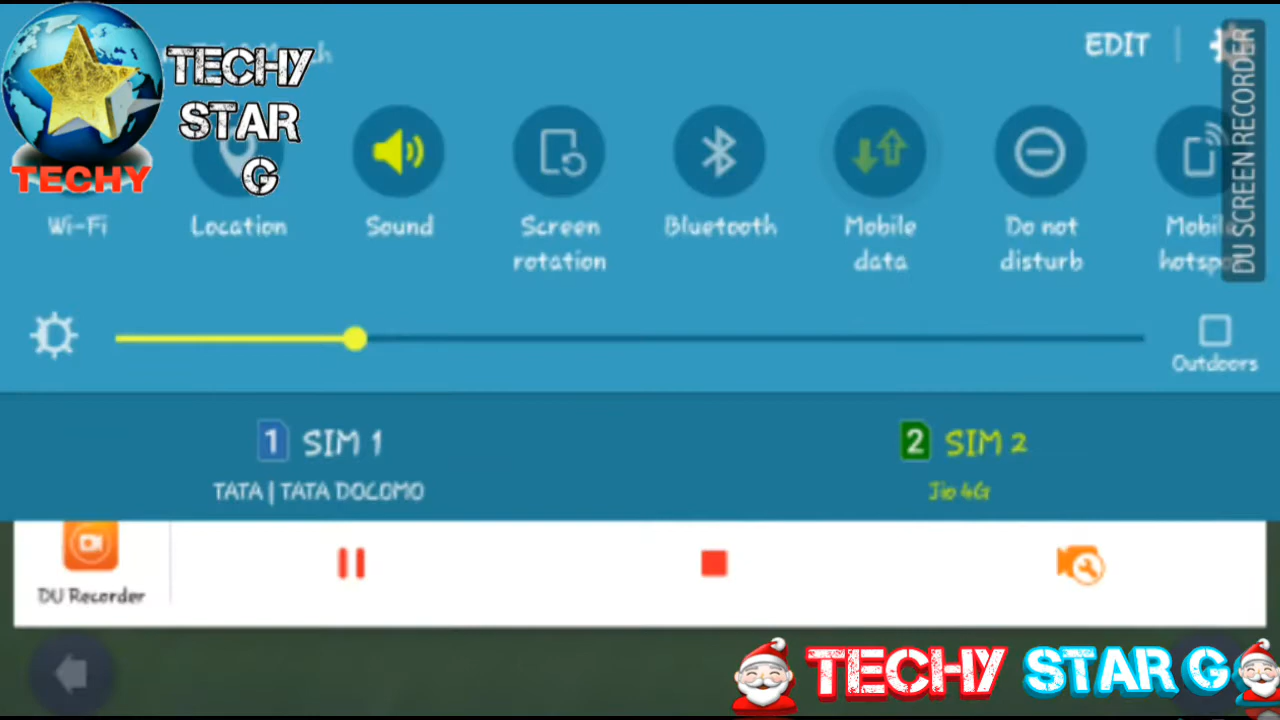 TECHY
STAR
G
TECHY
EDIT
DU SCREEN RECORDER
Wi-Fi
Location
Sound
Screen
rotation
Bluetooth
Mobile
data
Do not
disturb
Mobile
Outdoors
1 SIM 1
TATA | TATA DOCOMO
2 SIM 2
Jio 4G
DU Recorder
TECHY STAR G